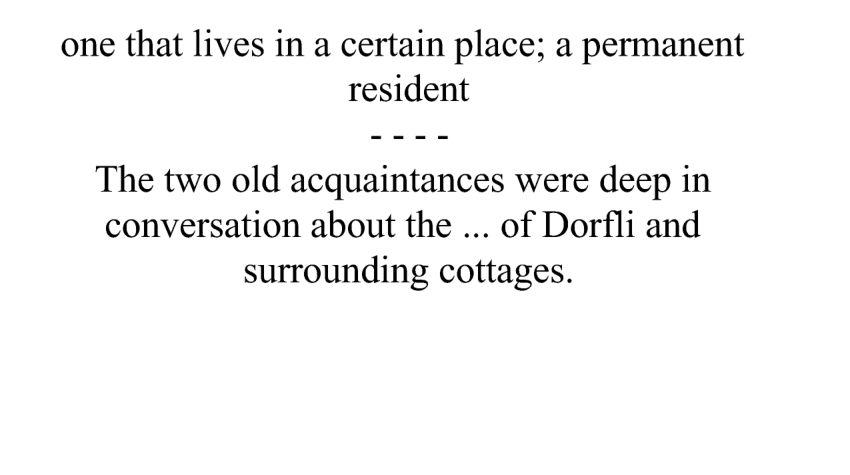 one that lives in a certain place; a permanent
resident
- - - -
The two old acquaintances were deep in
conversation about the ... of Dorfli and
surrounding cottages.